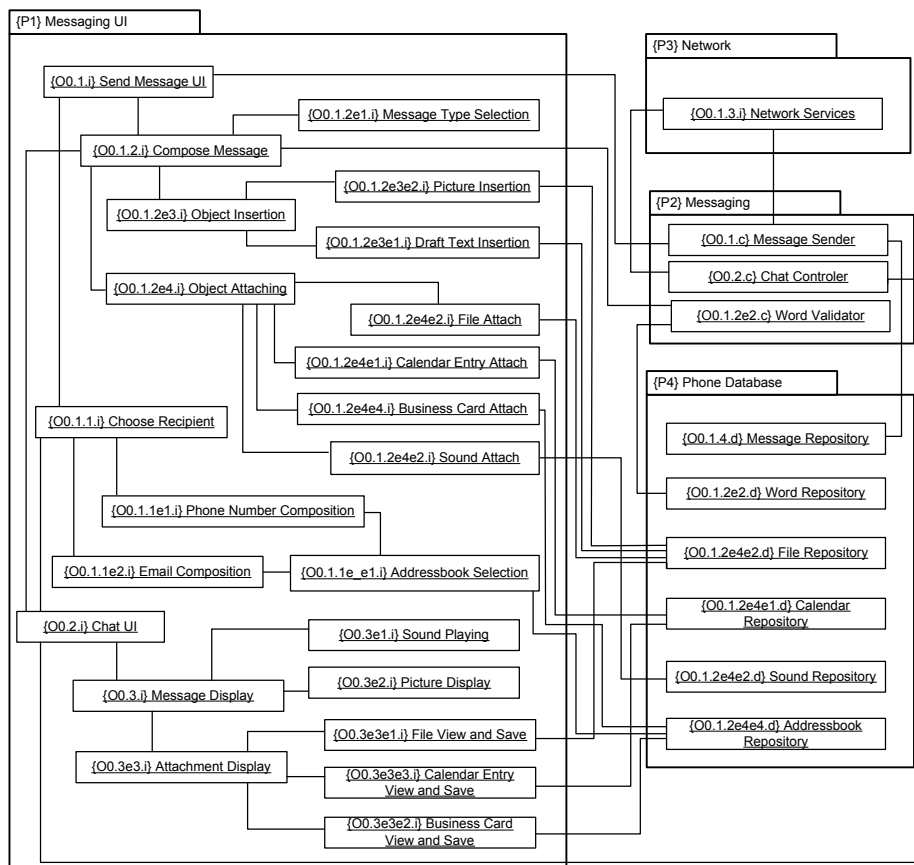 {P1} Messaging UI
{O0.1.i} Send Message UI
{O0.1.2e1.i} Message Type Selection
{O0.1.2.i} Compose Message
{O0.1.2e3e2.i} Picture Insertion
{O0.1.2e3.i} Object Insertion
{O0.1.2e3e1.i} Draft Text Insertion
{O0.1.2e4.i} Object Attaching
{O0.1.2e4e2.i} File Attach
{O0.1.2e4e1.i} Calendar Entry Attach
{O0.1.2e4e4.i} Business Card Attach
{O0.1.1.i} Choose Recipient
{O0.1.2e4e2.i} Sound Attach
{O0.1.1e1.i} Phone Number Composition
{O0.1.1e2.i} Email Composition
{O0.1.1e_e1.i} Addressbook Selection
{O0.2.i} Chat UI
{O0.3e1.i} Sound Playing
{O0.3.i} Message Display
{O0.3e2.i} Picture Display
{O0.3e3e1.i} File View and Save
{O0.3e3.i} Attachment Display
{O0.3e3e3.i} Calendar Entry
View and Save
{O0.3e3e2.i} Business Card
View and Save
{P3} Network
{O0.1.3.i} Network Services
{P2} Messaging
{O0.1.c} Message Sender
{O0.2.c} Chat Controler
{O0.1.2e2.c} Word Validator
{P4} Phone Database
{O0.1.4.d} Message Repository
{O0.1.2e2.d} Word Repository
{O0.1.2e4e2.d} File Repository
{O0.1.2e4e1.d} Calendar
Repository
{O0.1.2e4e2.d} Sound Repository
{O0.1.2e4e4.d} Addressbook
Repository